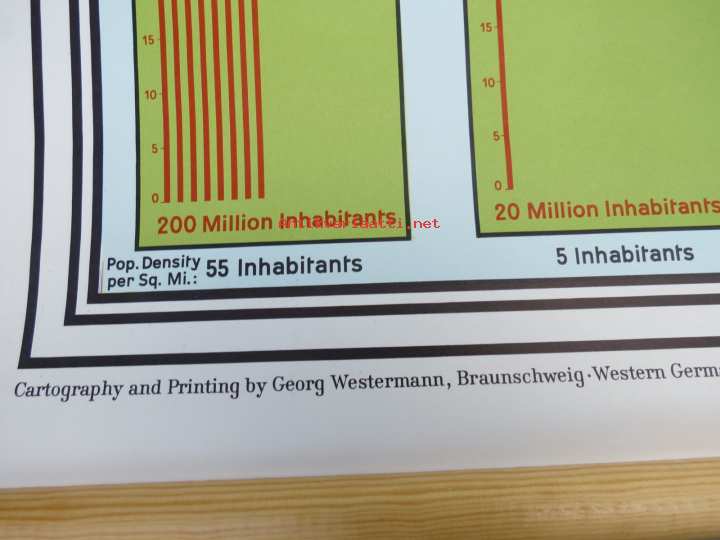 15
10
5
0
200 Million Inhabitants
15
10
5
0
20 Million Inhabitants
Pop. Density
per Sq. Mi.: 55 Inhabitants
5 Inhabitants
Cartography and Printing by Georg Westermann, Braunschweig·Western Germ